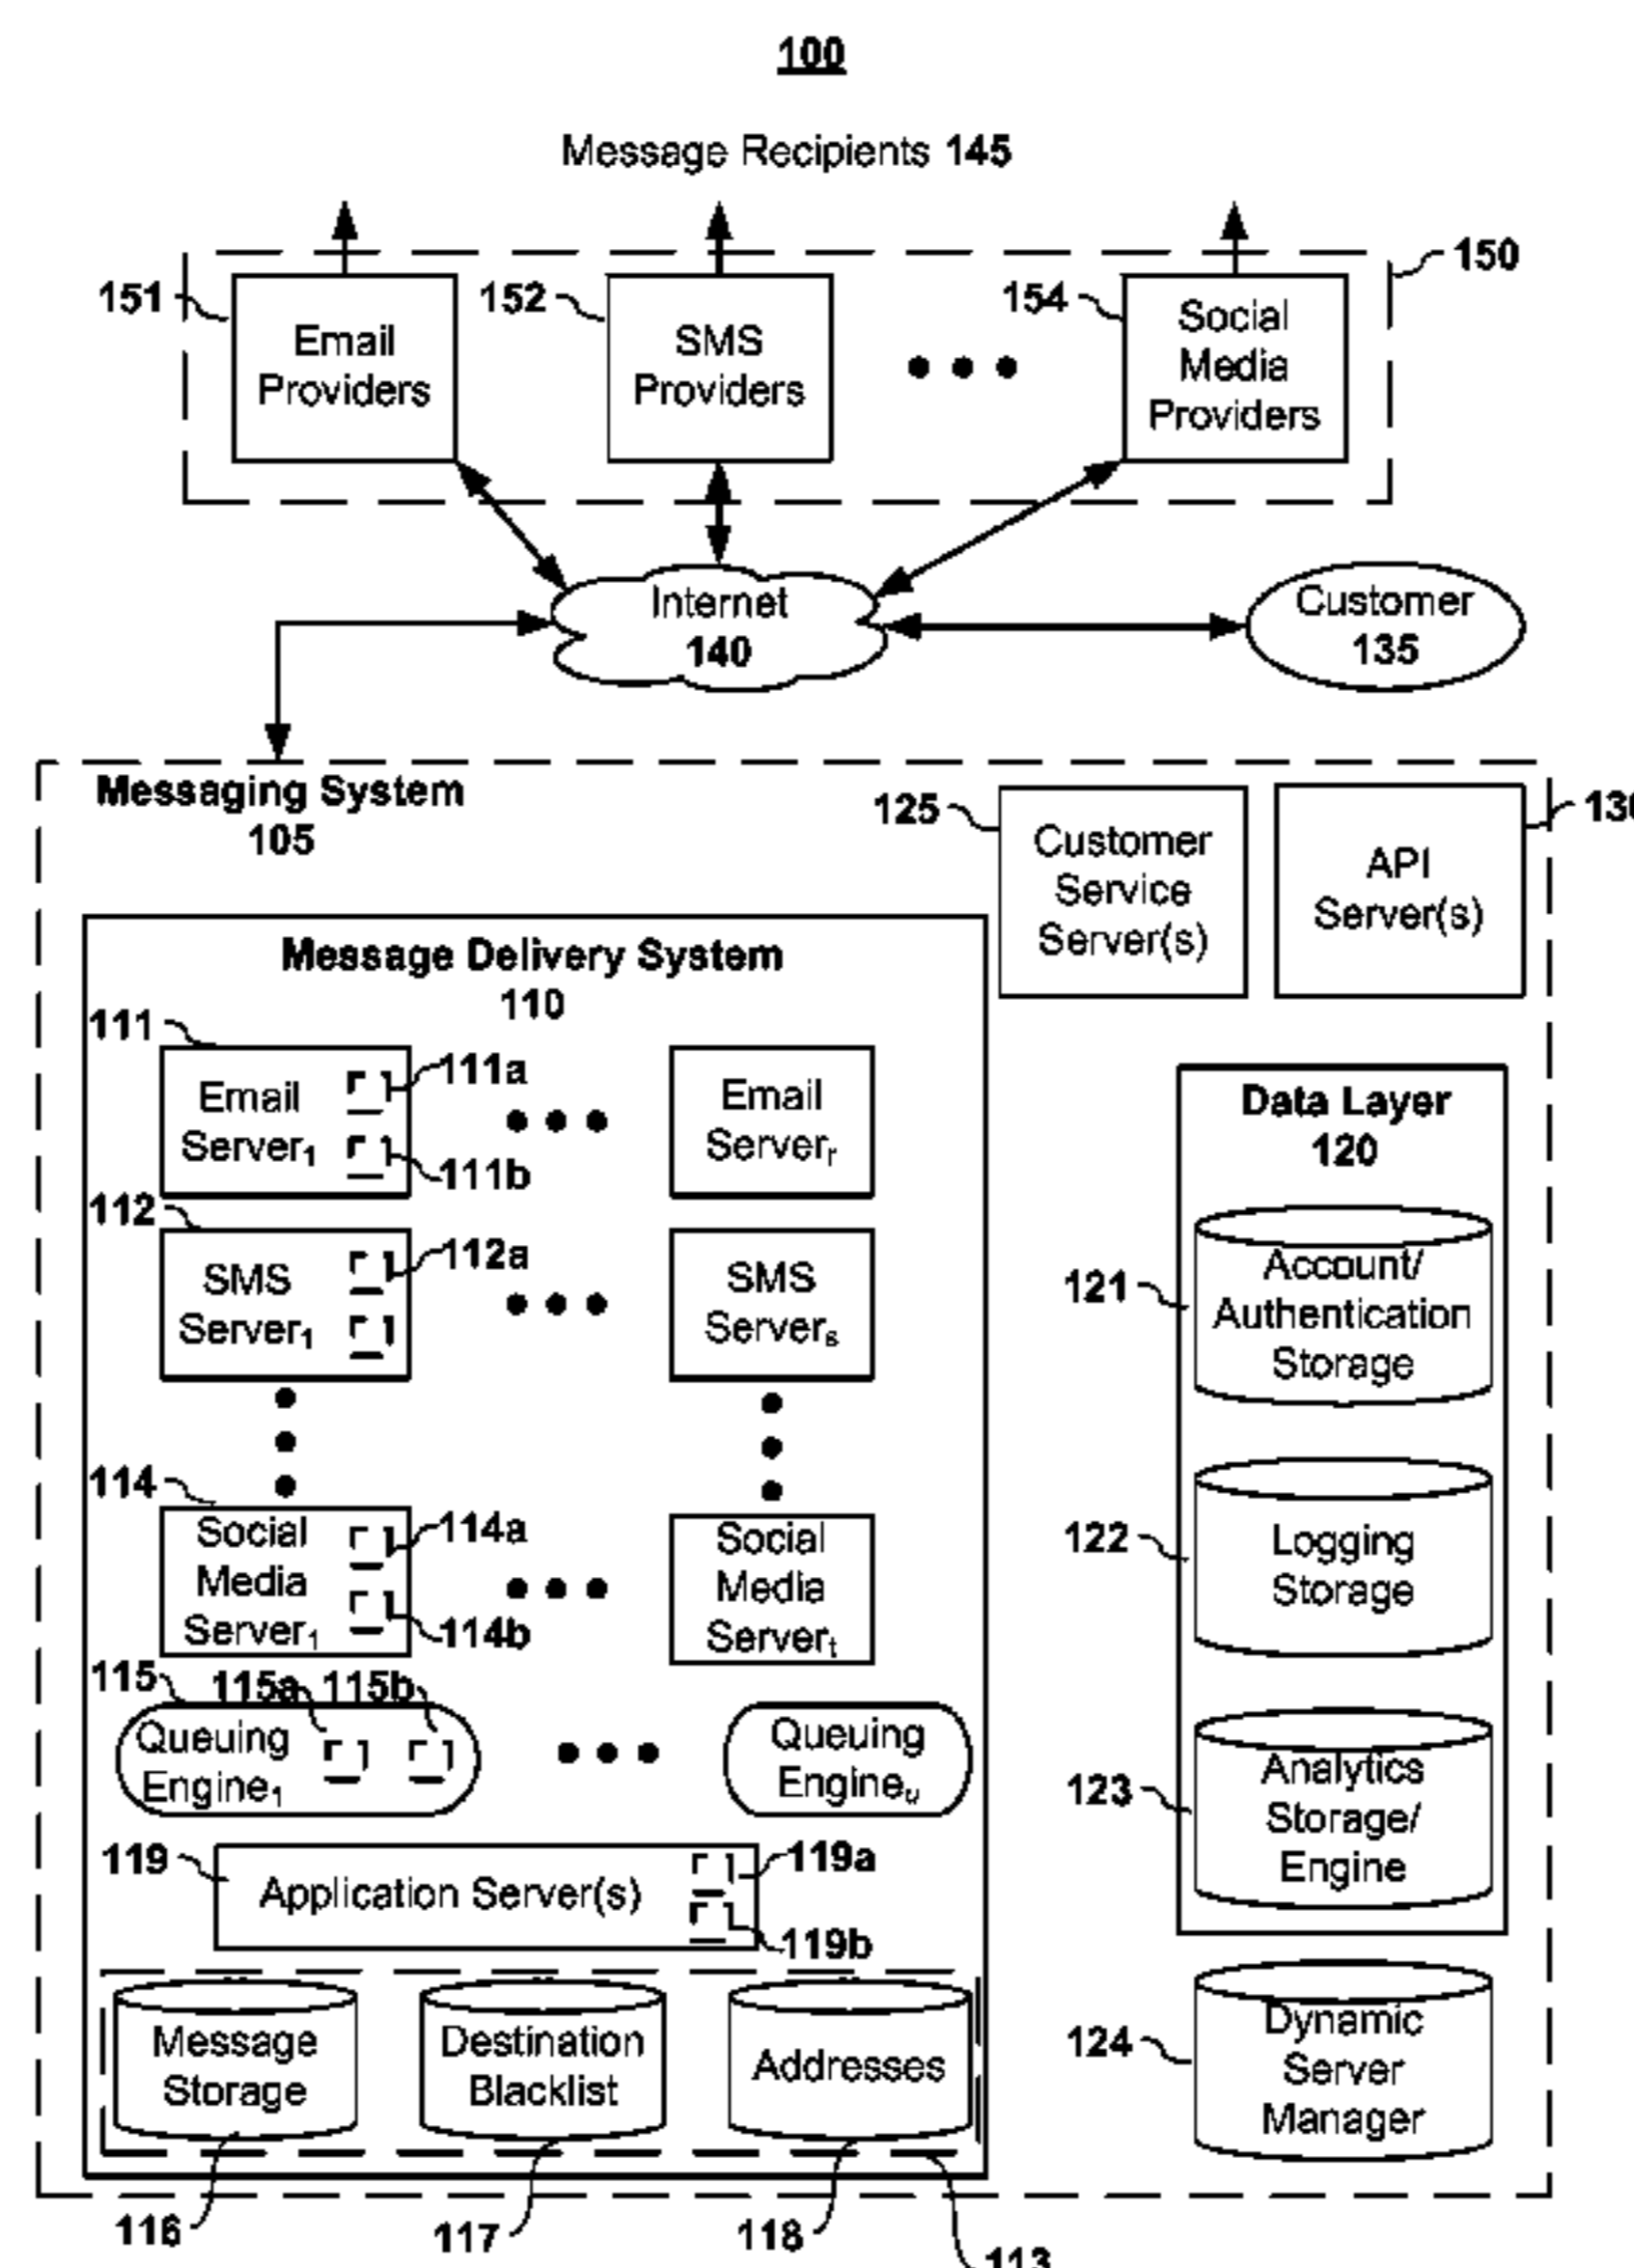 100
Message Recipients 145
150
151
Email
Providers
152
SMS
Providers
154
Social
Media
Providers
Internet
140
Customer
135
Messaging System
105
125
Customer
Service
Server(s)
API
Server(s)
Message Delivery System
110
111
Email
Server₁
111a
111b
Email
Serverᵣ
112
SMS
Server₁
112a
SMS
Serverₛ
114
Social
Media
Server₁
114a
114b
Social
Media
Serverₜ
115
115a
115b
Queuing
Engine₁
Queuing
Engineᵤ
119
Application Server(s)
119a
119b
Message
Storage
Destination
Blacklist
Addresses
116
117
118
113
Data Layer
120
121
Account/
Authentication
Storage
122
Logging
Storage
123
Analytics
Storage/
Engine
124
Dynamic
Server
Manager